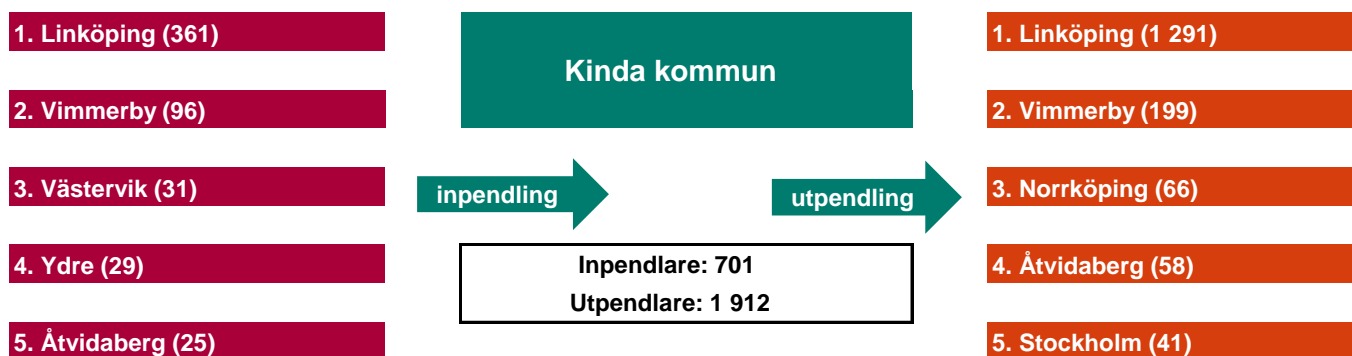 1. Linköping (361)
2. Vimmerby (96)
3. Västervik (31)
4. Ydre (29)
5. Åtvidaberg (25)
Kinda kommun
inpendling
utpendling
Inpendlare: 701
Utpendlare: 1 912
1. Linköping (1 291)
2. Vimmerby (199)
3. Norrköping (66)
4. Åtvidaberg (58)
5. Stockholm (41)